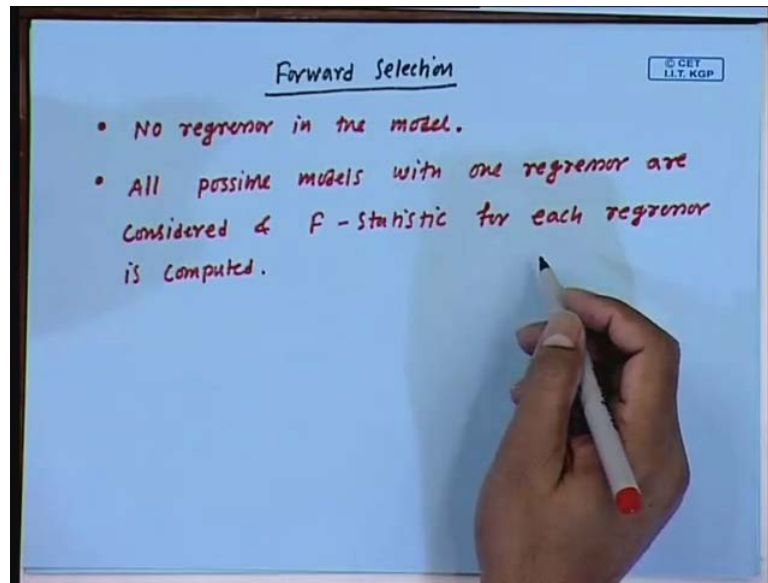 Forward Selection
© CET
I.I.T. KGP
• No regressor in the model.
• All possible models with one regressor are
considered & F-Statistic for each regressor
is computed.